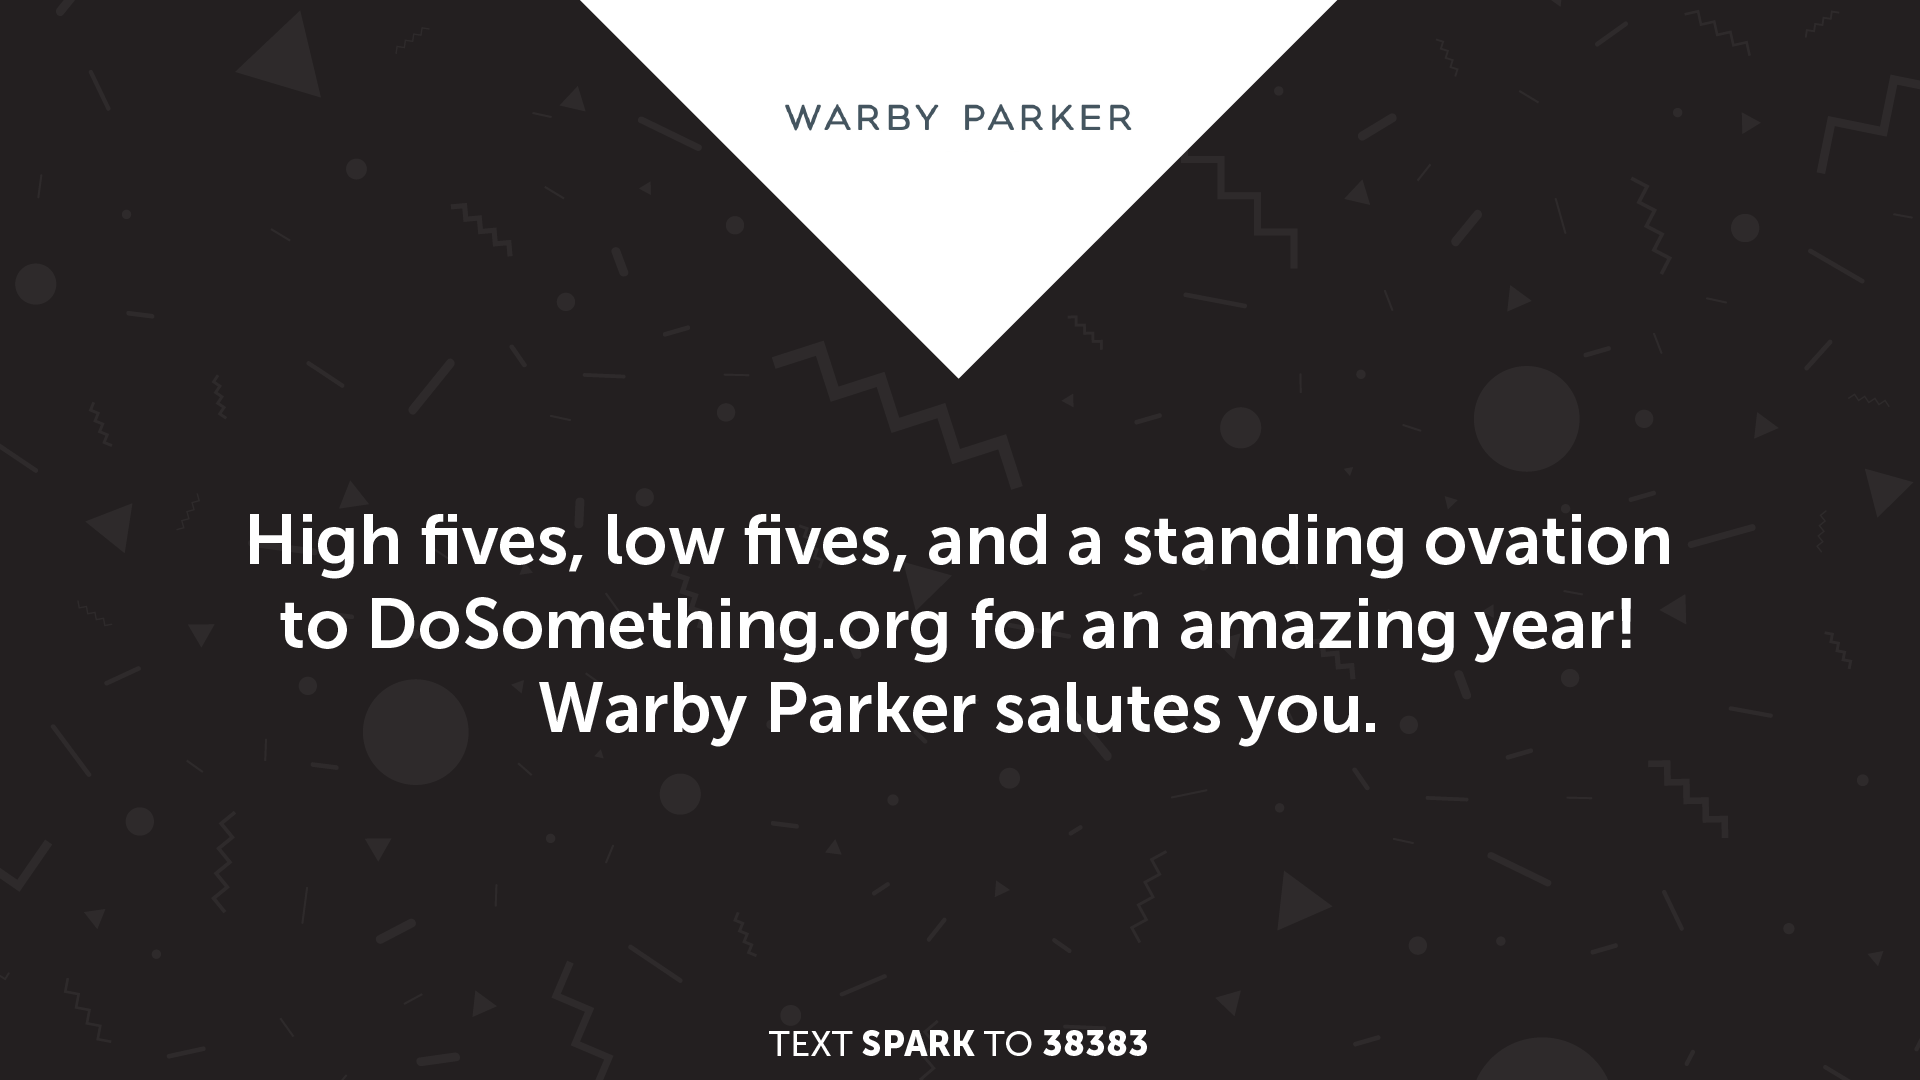 WARBY PARKER
High fives, low fives, and a standing ovation
to DoSomething.org for an amazing year!
Warby Parker salutes you.
TEXT SPARK TO 38383